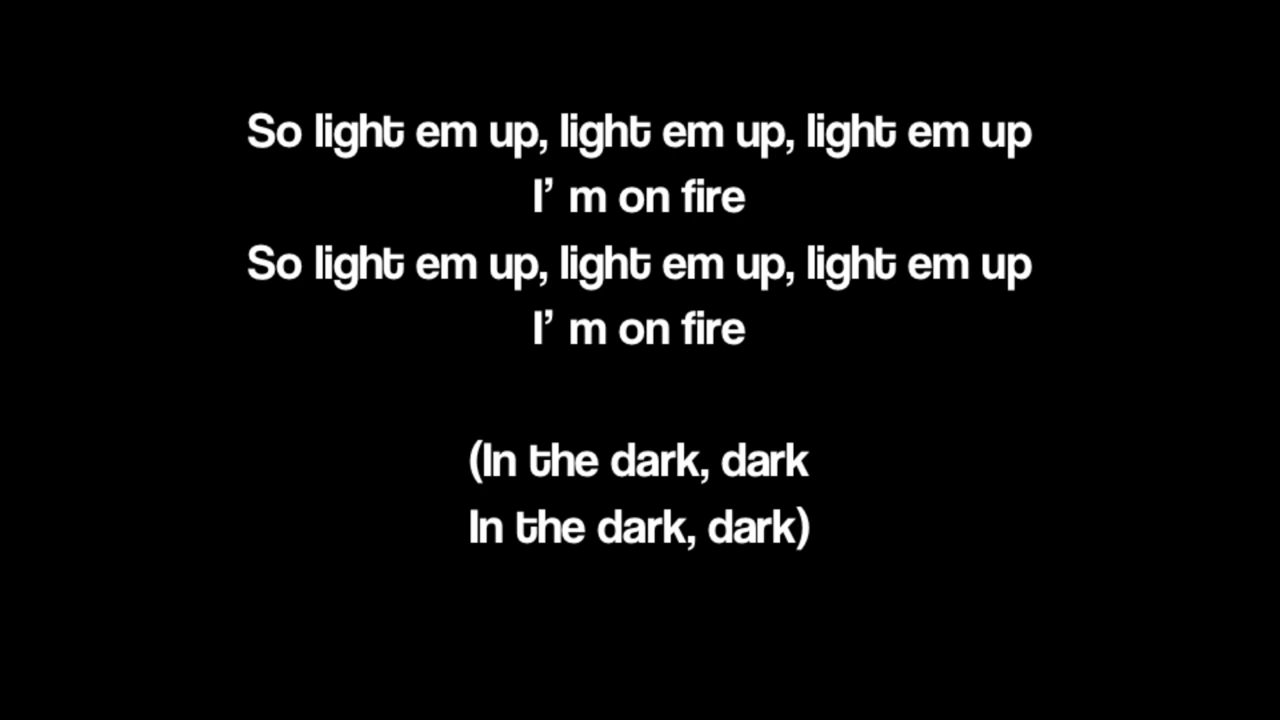 So light em up, light em up, light em up
I’ m on fire
So light em up, light em up, light em up
I’ m on fire
(In the dark, dark
In the dark, dark)